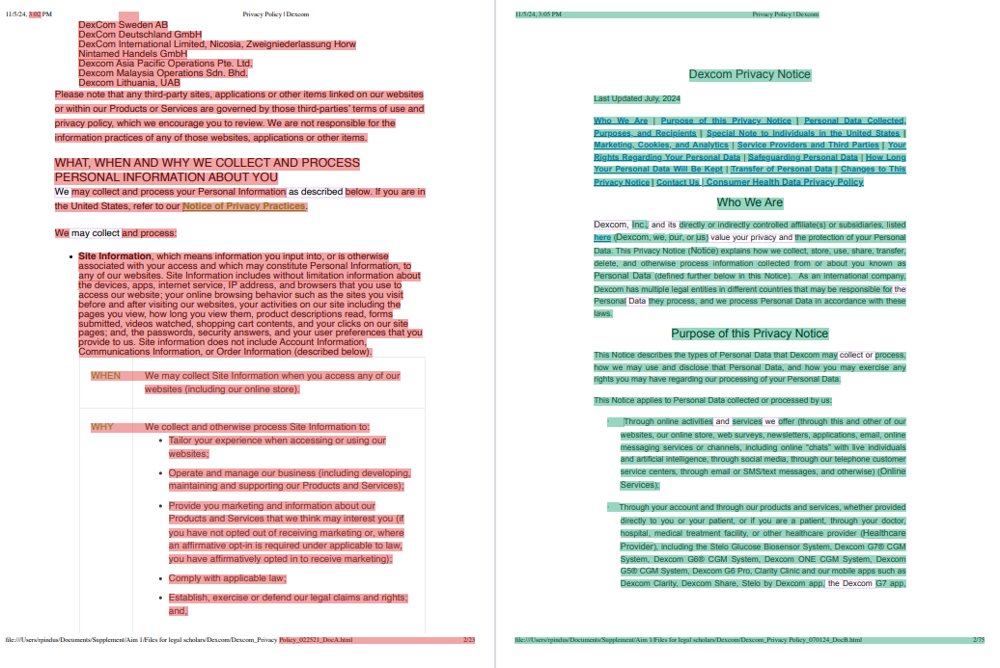 11/5/24, 3:02 PM Privacy Policy | Dexcom
DexCom Sweden AB
DexCom Deutschland GmbH
DexCom International Limited, Nicosia, Zweigniederlassung Horw
Nintamed Handels GmbH
Dexcom Asia Pacific Operations Pte. Ltd.
Dexcom Malaysia Operations Sdn. Bhd.
Dexcom Lithuania, UAB
Please note that any third-party sites, applications or other items linked on our websites
or within our Products or Services are governed by those third-parties' terms of use and
privacy policy, which we encourage you to review. We are not responsible for the
information practices of any of those websites, applications or other items.
WHAT, WHEN AND WHY WE COLLECT AND PROCESS
PERSONAL INFORMATION ABOUT YOU
We may collect and process your Personal Information as described below. If you are in
the United States, refer to our Notice of Privacy Practices.
We may collect and process:
• Site Information, which means information you input into, or is otherwise
associated with your access and which may constitute Personal Information, to
any of our websites. Site Information includes without limitation information about
the devices, apps, internet service, IP address, and browsers that you use to
access our website; your online browsing behavior such as the sites you visit
before and after visiting our websites, your activities on our site including the
pages you view, how long you view them, product descriptions read, forms
submitted, videos watched, shopping cart contents, and your clicks on our site
pages; and, the passwords, security answers, and your user preferences that you
provide to us. Site information does not include Account Information,
Communications Information, or Order Information (described below).
WHEN We may collect Site Information when you access any of our
websites (including our online store).
WHY We collect and otherwise process Site Information to:
• Tailor your experience when accessing or using our
websites;
• Operate and manage our business (including developing,
maintaining and supporting our Products and Services);
• Provide you marketing and information about our
Products and Services that we think may interest you (if
you have not opted out of receiving marketing or, where
an affirmative opt-in is required under applicable to law,
you have affirmatively opted in to receive marketing);
• Comply with applicable law;
• Establish, exercise or defend our legal claims and rights;
and,
file:///Users/rpindus/Documents/Supplement/Aim 1/Files for legal scholars/Dexcom/Dexcom_Privacy Policy_022521_DocA.html 2/23
11/5/24, 3:05 PM Privacy Policy | Dexcom
Dexcom Privacy Notice
Last Updated July, 2024
Who We Are | Purpose of this Privacy Notice | Personal Data Collected,
Purposes, and Recipients | Special Note to Individuals in the United States |
Marketing, Cookies, and Analytics | Service Providers and Third Parties | Your
Rights Regarding Your Personal Data | Safeguarding Personal Data | How Long
Your Personal Data Will Be Kept | Transfer of Personal Data | Changes to This
Privacy Notice | Contact Us | Consumer Health Data Privacy Policy
Who We Are
Dexcom, Inc., and its directly or indirectly controlled affiliate(s) or subsidiaries, listed
here (Dexcom, we, our, or us) value your privacy and the protection of your Personal
Data. This Privacy Notice (Notice) explains how we collect, store, use, share, transfer,
delete, and otherwise process information collected from or about you known as
Personal Data (defined further below in this Notice). As an international company,
Dexcom has multiple legal entities in different countries that may be responsible for the
Personal Data they process, and we process Personal Data in accordance with these
laws.
Purpose of this Privacy Notice
This Notice describes the types of Personal Data that Dexcom may collect or process,
how we may use and disclose that Personal Data, and how you may exercise any
rights you may have regarding our processing of your Personal Data.
This Notice applies to Personal Data collected or processed by us:
· Through online activities and services we offer (through this and other of our
websites, our online store, web surveys, newsletters, applications, email, online
messaging services or channels, including online "chats" with live individuals
and artificial intelligence, through social media, through our telephone customer
service centers, through email or SMS/text messages, and otherwise) (Online
Services);
· Through your account and through our products and services, whether provided
directly to you or your patient, or if you are a patient, through your doctor,
hospital, medical treatment facility, or other healthcare provider (Healthcare
Provider), including the Stelo Glucose Biosensor System, Dexcom G7® CGM
System, Dexcom G6® CGM System, Dexcom ONE CGM System, Dexcom
G5® CGM System, Dexcom G6 Pro, Clarity Clinic and our mobile apps such as
Dexcom Clarity, Dexcom Share, Stelo by Dexcom app, the Dexcom G7 app,
file:///Users/rpindus/Documents/Supplement/Aim 1/Files for legal scholars/Dexcom/Dexcom_Privacy Policy_070124_DocB.html 2/75